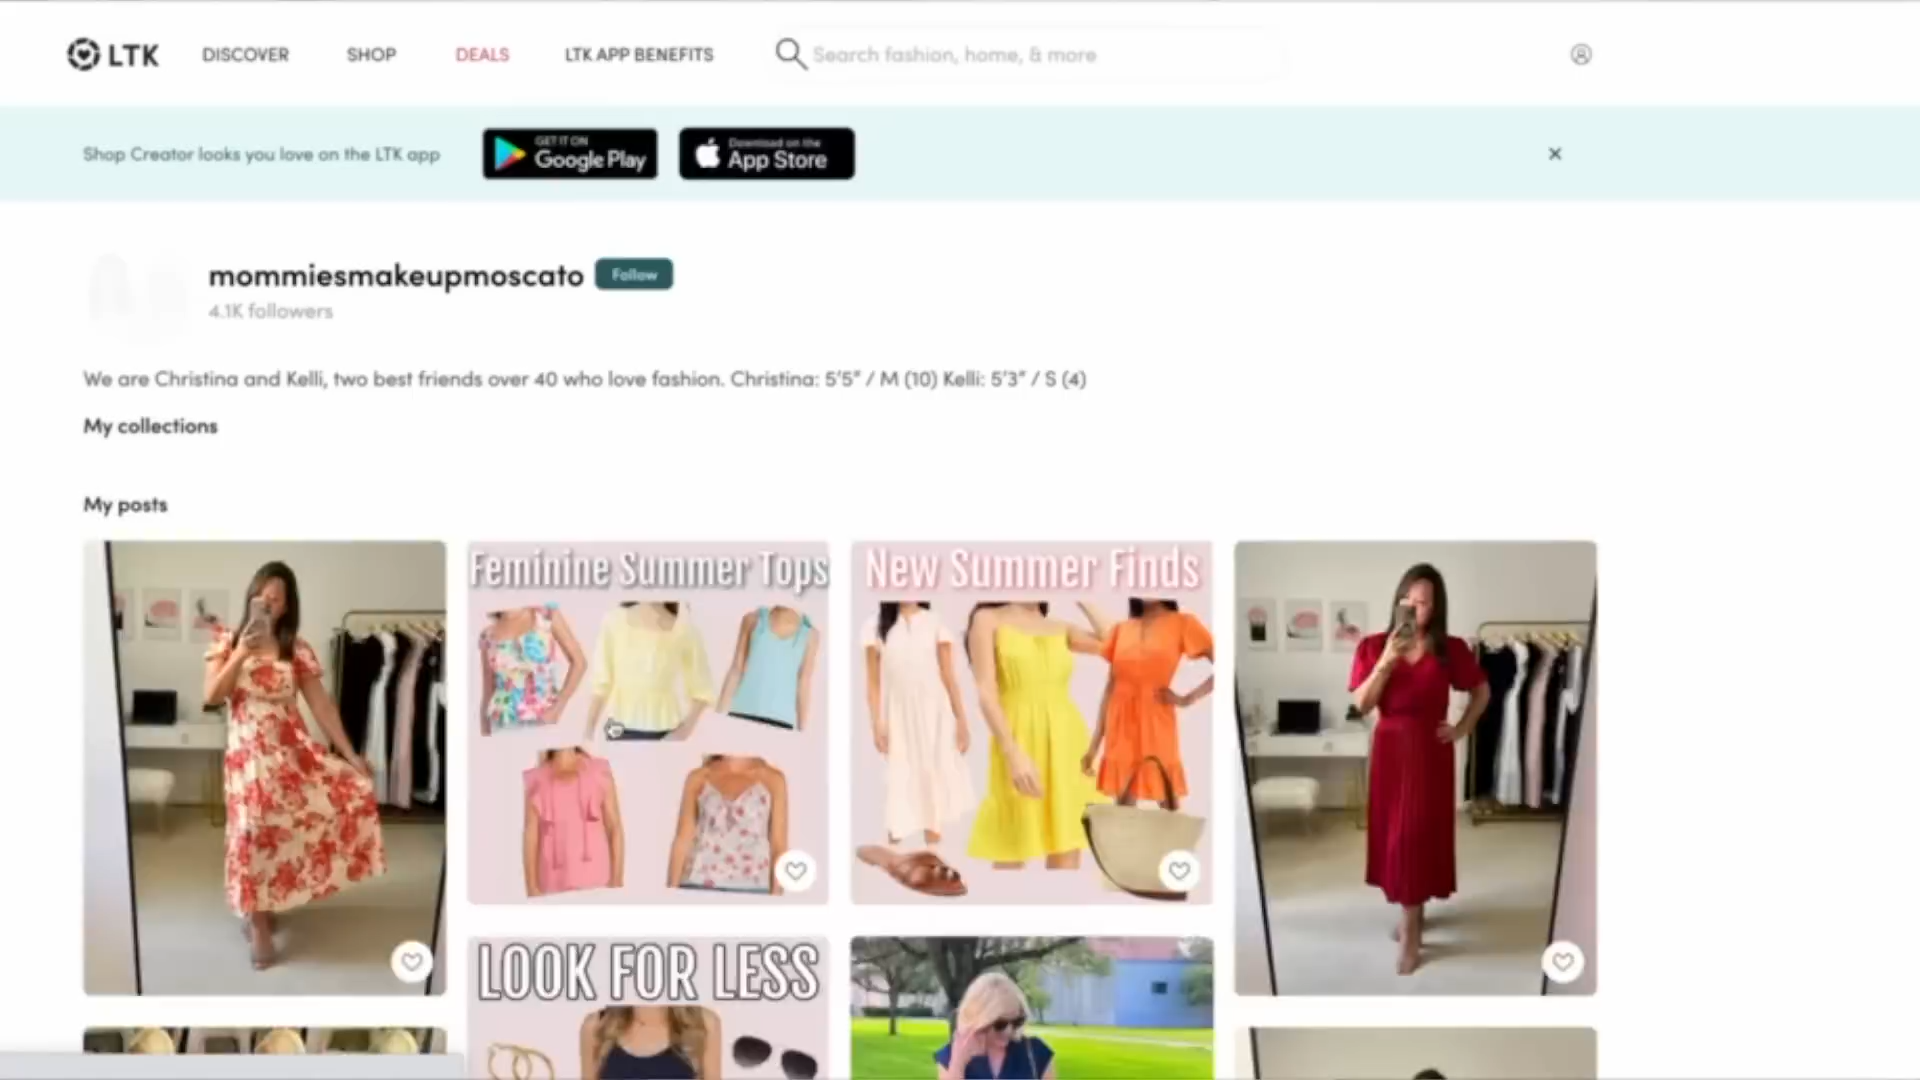 LTK
DISCOVER
SHOP
DEALS
LTK APP BENEFITS
Search fashion, home, & more
Shop Creator looks you love on the LTK app
GET IT ON
Google Play
Download on the
App Store
mommiesmakeupmoscato
Follow
4.1K followers
We are Christina and Kelli, two best friends over 40 who love fashion. Christina: 5’5” / M (10) Kelli: 5’3” / S (4)
My collections
My posts
Feminine Summer Tops
New Summer Finds
LOOK FOR LESS